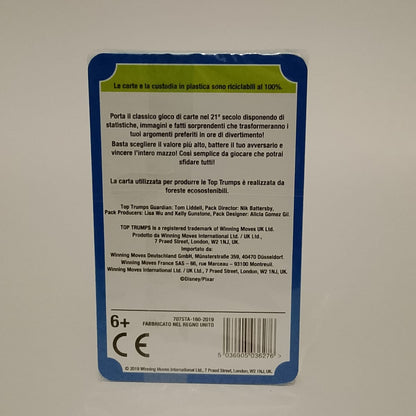 Le carte e la custodia in plastica sono riciclabili al 100%.
Porta il classico gioco di carte nel 21° secolo disponendo di
statistiche, immagini e fatti sorprendenti che trasformeranno i
tuoi argomenti preferiti in ore di divertimento!
Basta scegliere il valore più alto, battere il tuo avversario e
vincere l'intero mazzo! Così semplice da giocare che potrai
sfidare tutti!
La carta utilizzata per produrre le Top Trumps è realizzata da
foreste ecosostenibili.
Top Trumps Guardian: Tom Liddell, Pack Director: Nik Battersby,
Pack Producers: Lisa Wu and Kelly Gunstone, Pack Designer: Alicia Gomez Gil.
TOP TRUMPS is a registered trademark of Winning Moves UK Ltd.
Prodotto da Winning Moves International Ltd. / UK Ltd.,
7 Praed Street, London, W2 1NJ, UK.
Importato da:
Winning Moves Deutschland GmbH, Münsterstraße 359, 40470 Düsseldorf.
Winning Moves France SAS – 66, rue Marceau – 93100 Montreuil.
Winning Moves International Ltd. / UK Ltd., 7 Praed Street, London, W2 1NJ, UK.
©Disney/Pixar
6+
7075TA-160-2019
FABBRICATO NEL REGNO UNITO
CE
5 036905 036276 >
© 2019 Winning Moves International Ltd., 7 Praed Street, London, W2 1NJ, UK.